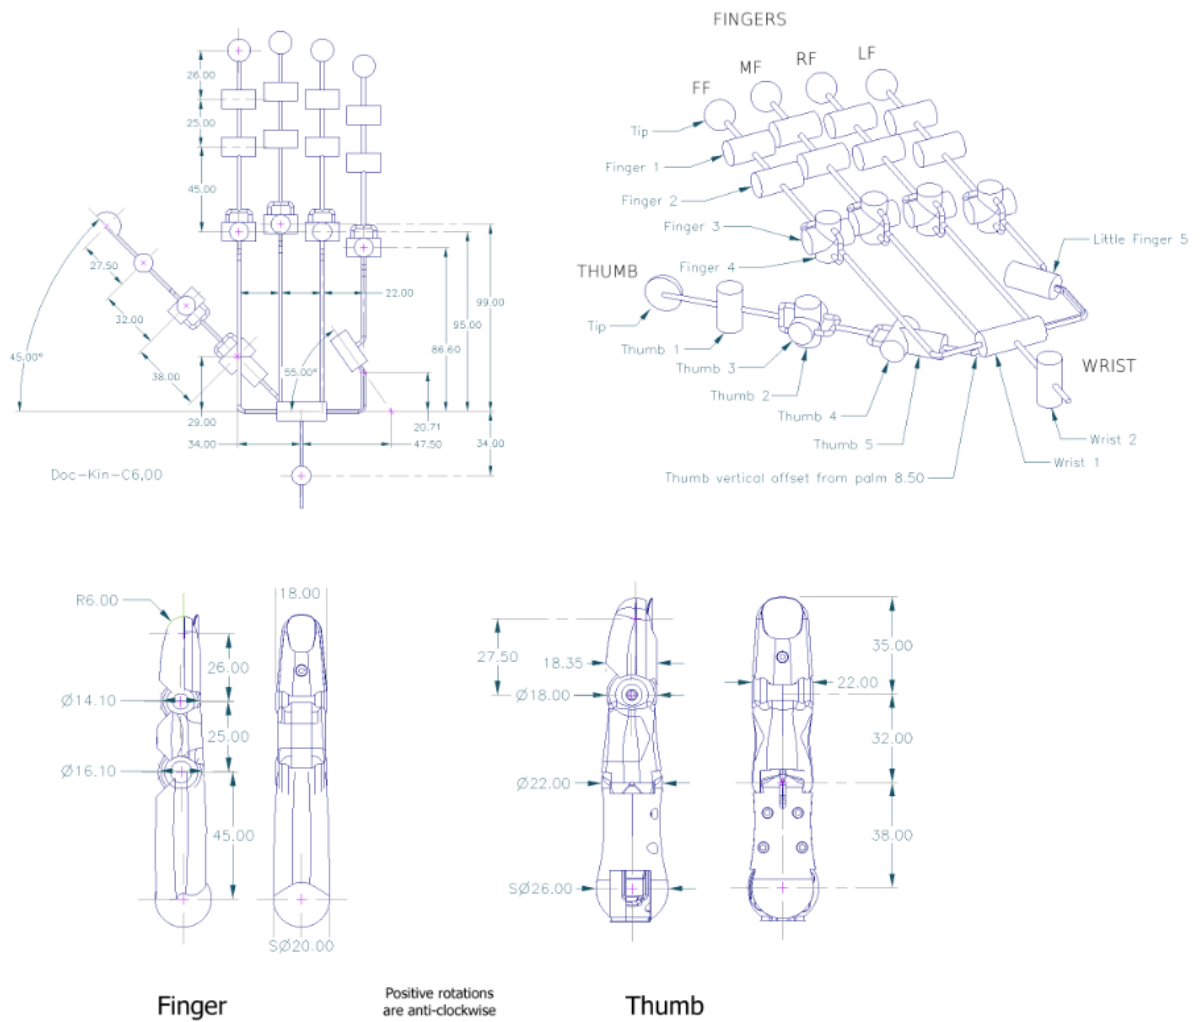 FINGERS
LF
RF
MF
FF
Tip
Finger 1
Finger 2
Finger 3
Finger 4
THUMB
Tip
Thumb 1
Thumb 3
Thumb 2
Thumb 4
Thumb 5
Thumb vertical offset from palm 8.50
Little Finger 5
WRIST
Wrist 2
Wrist 1
26.00
25.00
45.00
27.50
32.00
38.00
45.00°
22.00
99.00
95.00
86.60
55.00°
29.00
34.00
20.71
47.50
34.00
Doc-Kin-C6,00
R6.00
18.00
26.00
Ø14.10
25.00
Ø16.10
45.00
SØ20.00
27.50
18.35
Ø18.00
Ø22.00
SØ26.00
35.00
22.00
32.00
38.00
Finger
Positive rotations
are anti-clockwise
Thumb